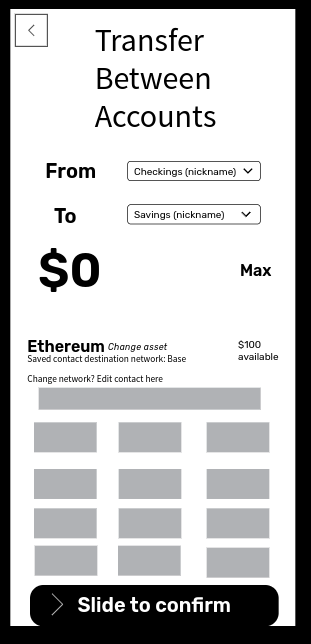 Transfer
Between
Accounts
From
Checkings (nickname)
To
Savings (nickname)
$0
Max
Ethereum Change asset
$100
available
Saved contact destination network: Base
Change network? Edit contact here
Slide to confirm